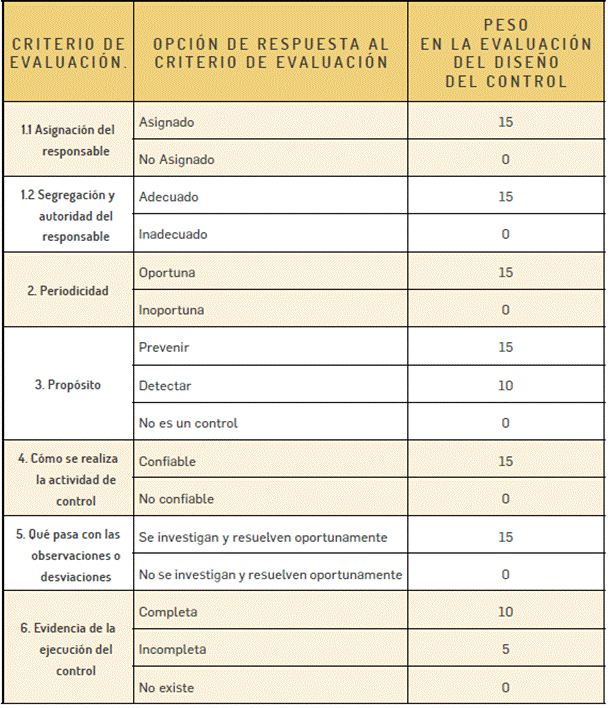 CRITERIO DE
EVALUACIÓN.
OPCIÓN DE RESPUESTA AL
CRITERIO DE EVALUACIÓN
PESO
EN LA EVALUACIÓN
DEL DISEÑO
DEL CONTROL
1.1 Asignación del
responsable
Asignado
15
No Asignado
0
1.2 Segregación y
autoridad del
responsable
Adecuado
15
Inadecuado
0
2. Periodicidad
Oportuna
15
Inoportuna
0
3. Propósito
Prevenir
15
Detectar
10
No es un control
0
4. Cómo se realiza
la actividad de
control
Confiable
15
No confiable
0
5. Qué pasa con las
observaciones o
desviaciones
Se investigan y resuelven oportunamente
15
No se investigan y resuelven oportunamente
0
6. Evidencia de la
ejecución del
control
Completa
10
Incompleta
5
No existe
0